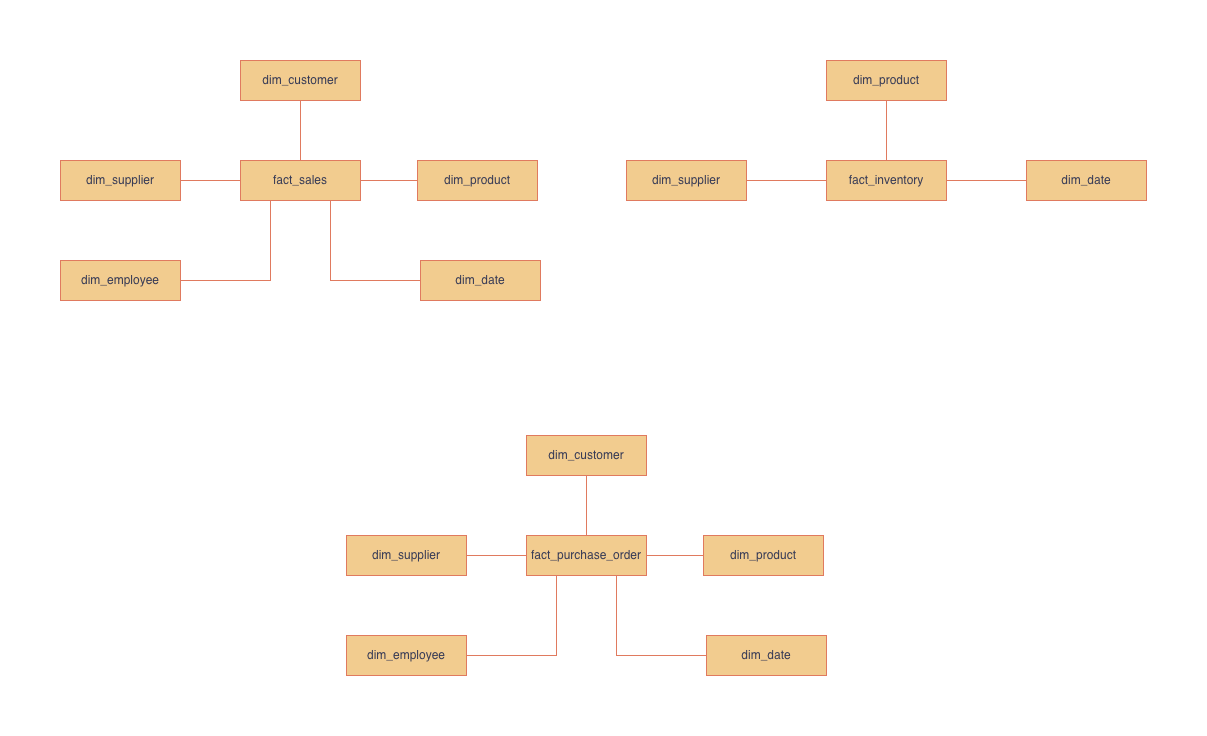 dim_customer
dim_supplier
fact_sales
dim_product
dim_employee
dim_date
dim_product
dim_supplier
fact_inventory
dim_date
dim_customer
dim_supplier
fact_purchase_order
dim_product
dim_employee
dim_date